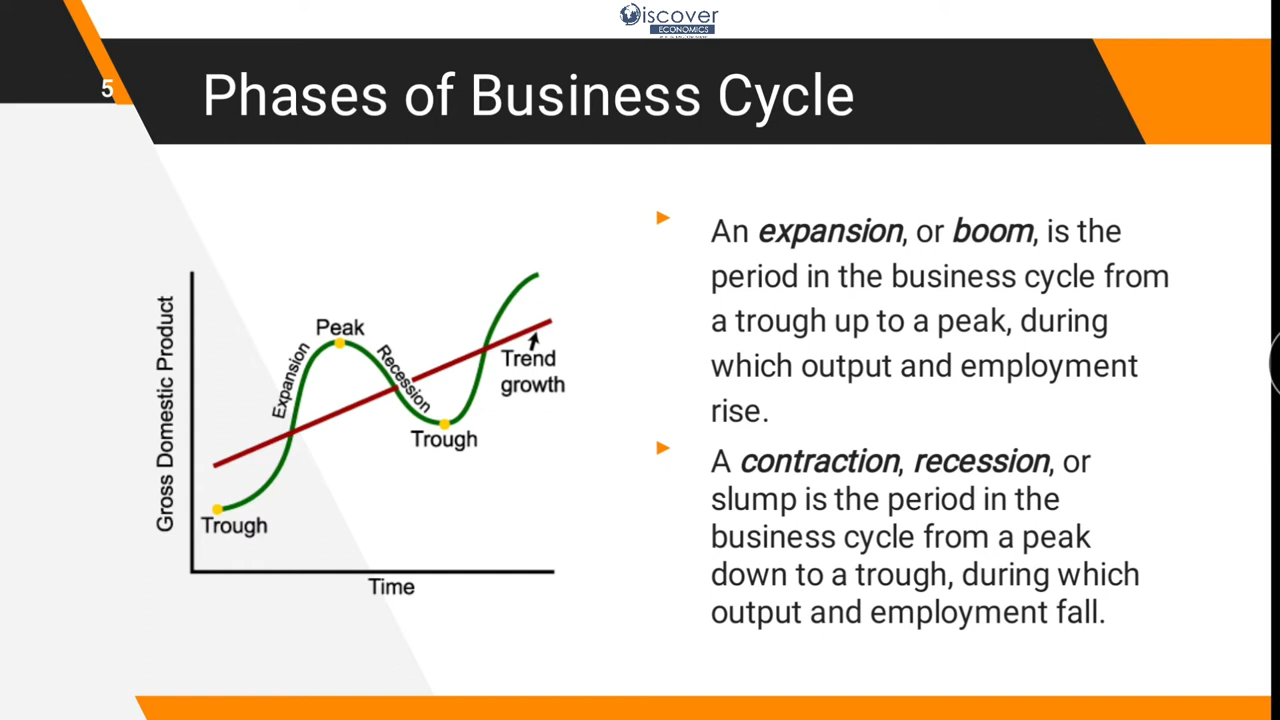 Discover
ECONOMICS
5
Phases of Business Cycle
An expansion, or boom, is the
period in the business cycle from
a trough up to a peak, during
which output and employment
rise.
A contraction, recession, or
slump is the period in the
business cycle from a peak
down to a trough, during which
output and employment fall.
Gross Domestic Product
Peak
Expansion
Recession
Trend
growth
Trough
Trough
Time